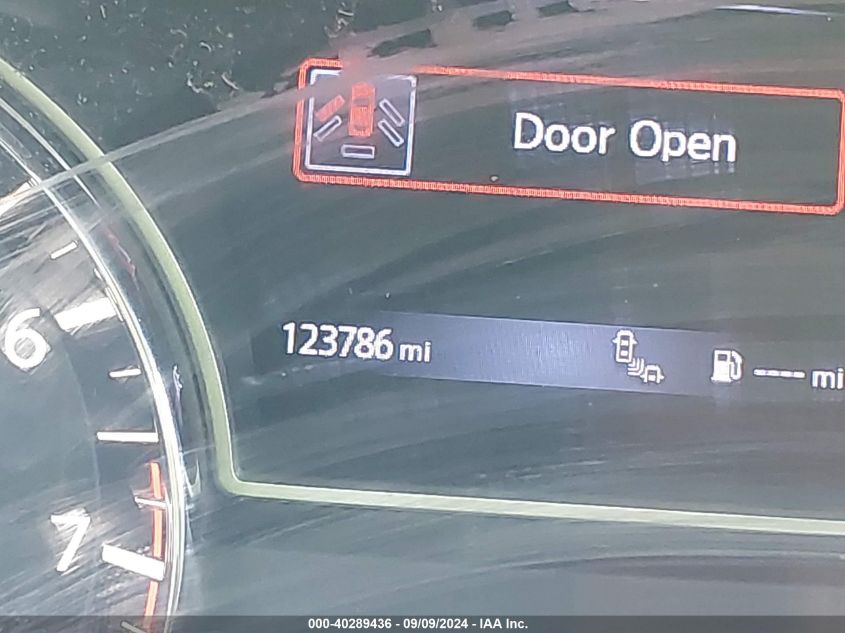 Door Open
123786 mi
---- mi
6
7
000-40289436 - 09/09/2024 - IAA Inc.